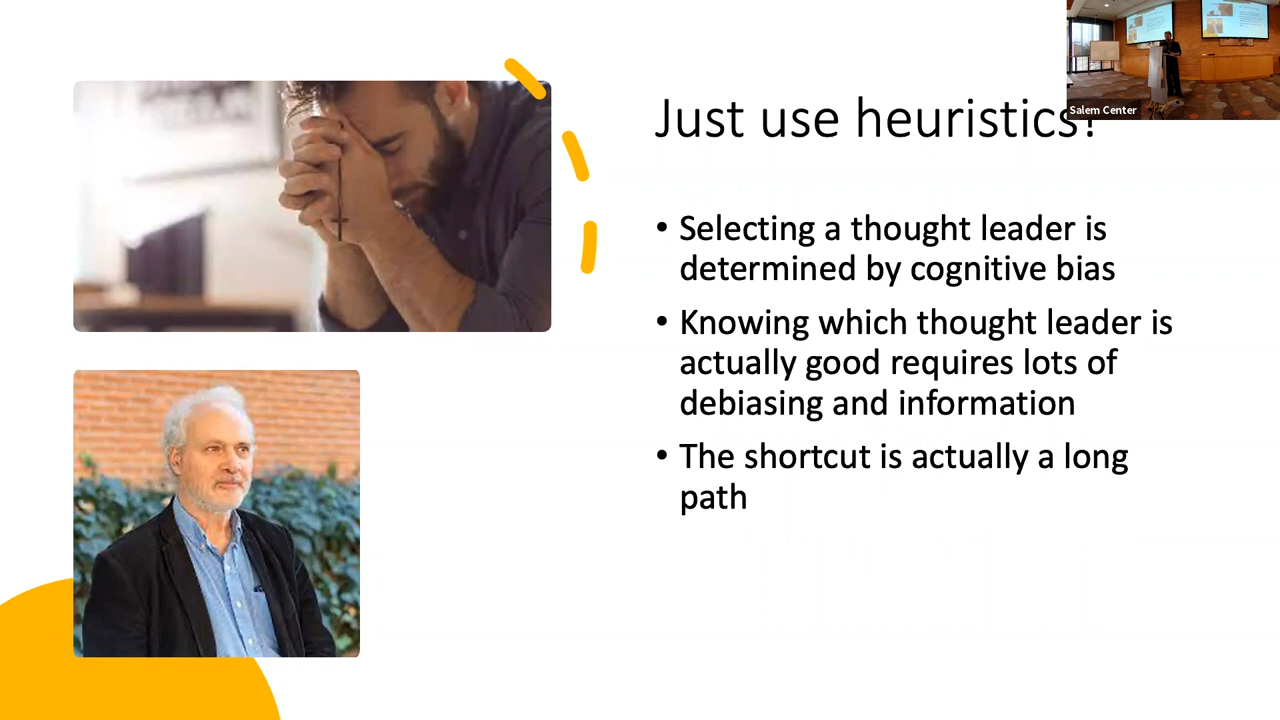 Just use heuristics?
Salem Center
• Selecting a thought leader is
determined by cognitive bias
• Knowing which thought leader is
actually good requires lots of
debiasing and information
• The shortcut is actually a long
path